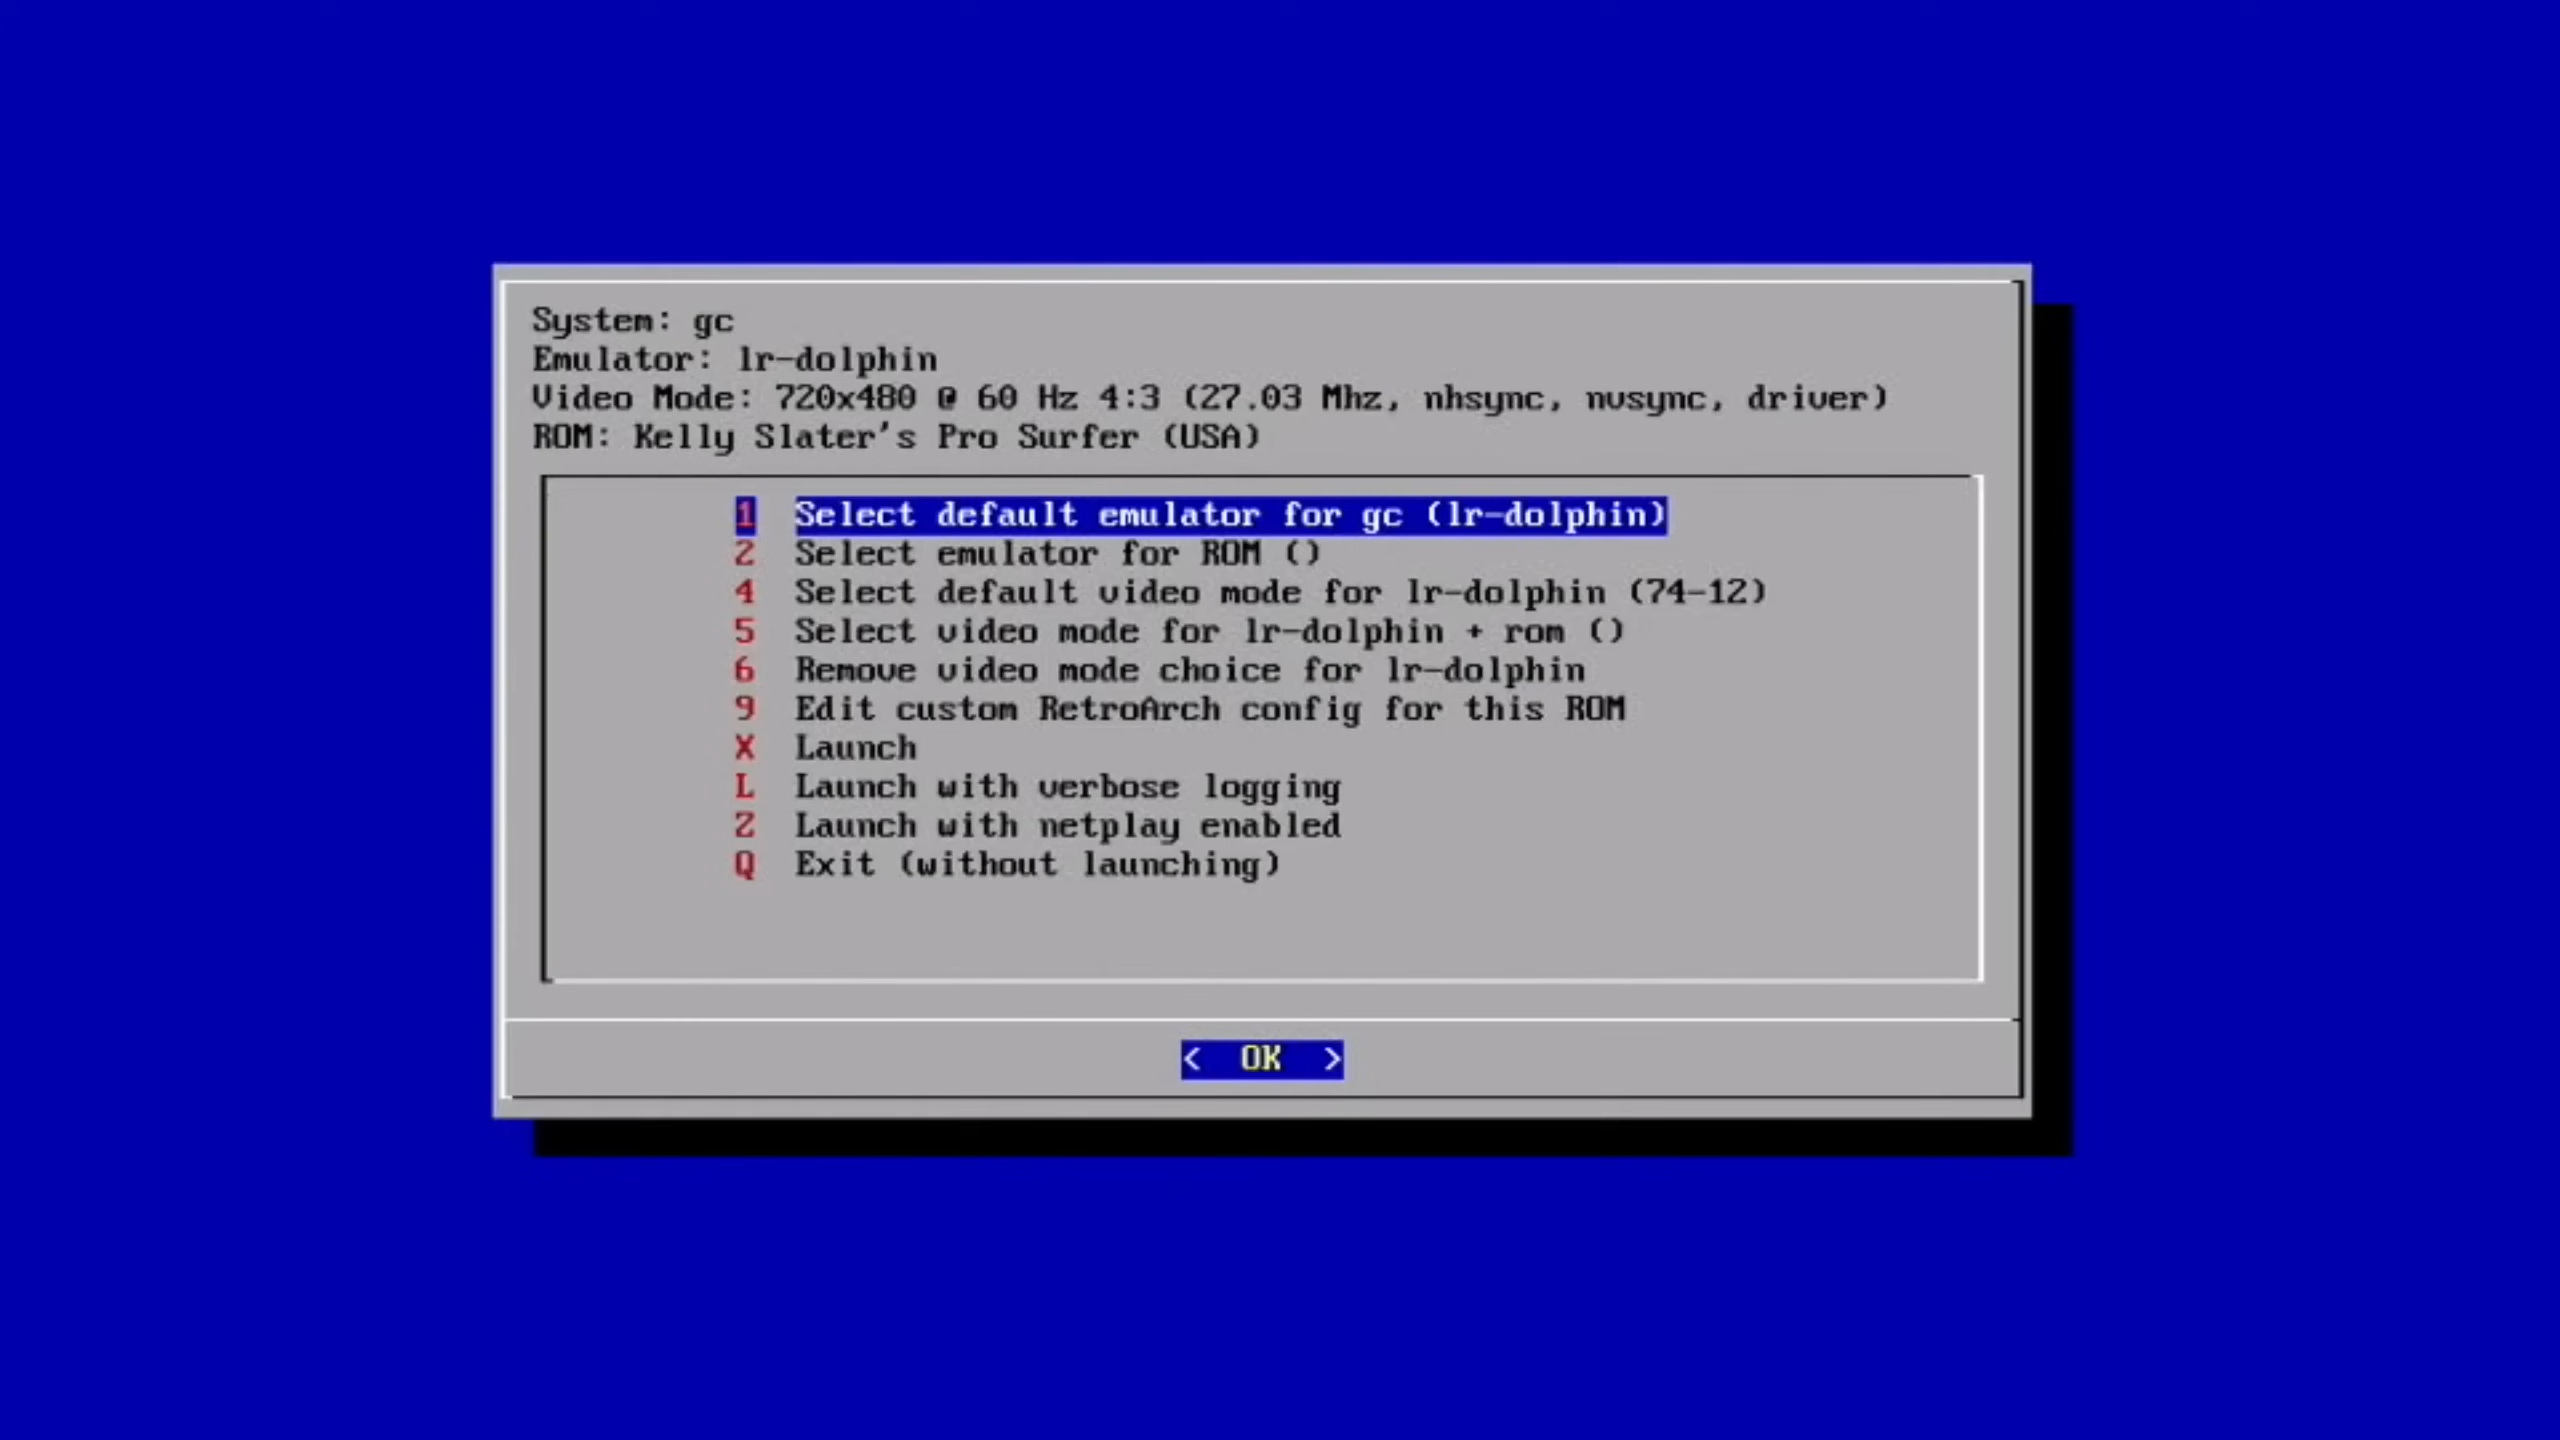 System: gc
Emulator: lr-dolphin
Video Mode: 720x480 @ 60 Hz 4:3 (27.03 Mhz, nhsync, nvsync, driver)
ROM: Kelly Slater's Pro Surfer (USA)
1 Select default emulator for gc (lr-dolphin)
2 Select emulator for ROM ()
4 Select default video mode for lr-dolphin (74-12)
5 Select video mode for lr-dolphin + rom ()
6 Remove video mode choice for lr-dolphin
9 Edit custom RetroArch config for this ROM
X Launch
L Launch with verbose logging
Z Launch with netplay enabled
Q Exit (without launching)
< OK >